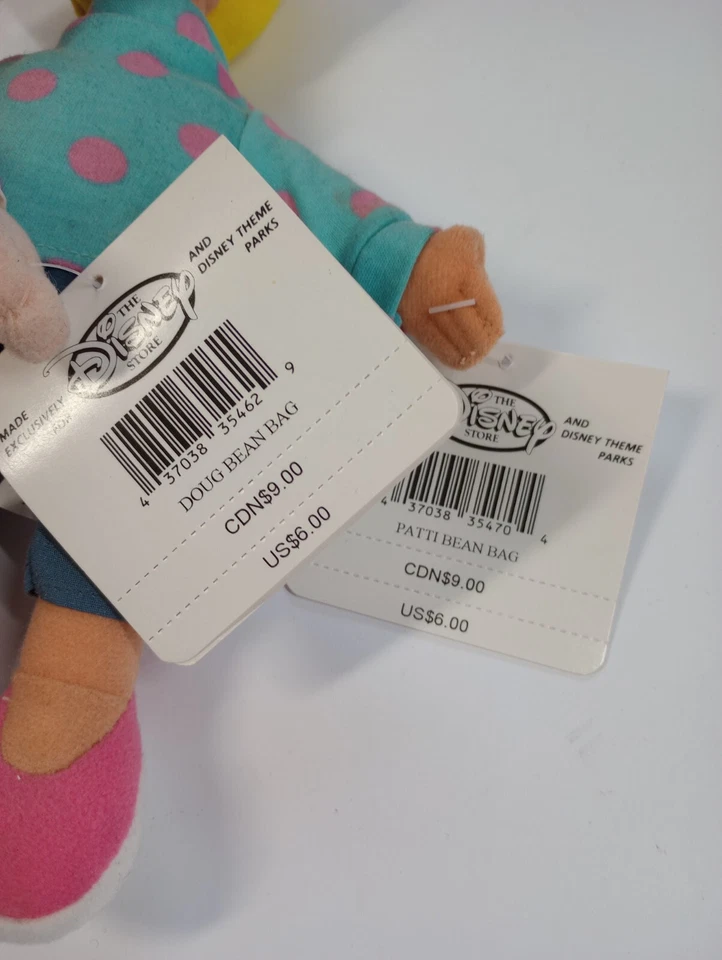 MADE
EXCLUSIVELY
THE
Disney
STORE
AND
DISNEY THEME
PARKS
4 37038 35462 9
DOUG BEAN BAG
CDN$9.00
US$6.00
THE
Disney
STORE
AND
DISNEY THEME
PARKS
4 37038 35470 4
PATTI BEAN BAG
CDN$9.00
US$6.00